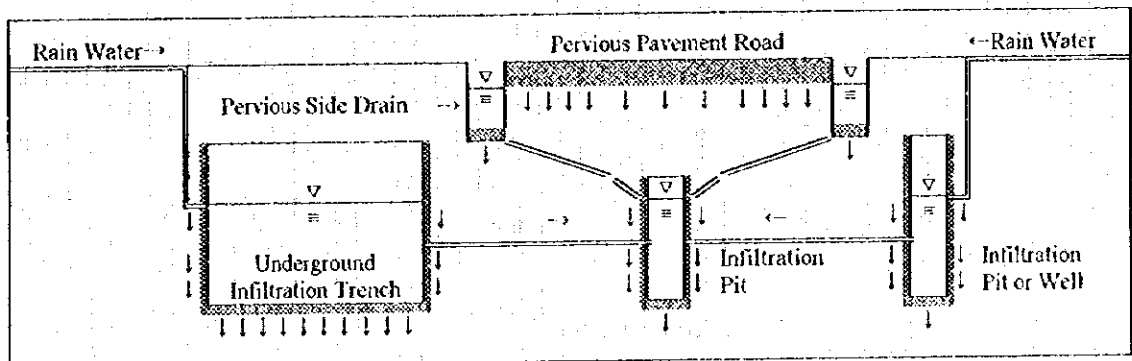 Rain Water→
Pervious Pavement Road
←Rain Water
Pervious Side Drain →
Underground
Infiltration Trench
Infiltration
Pit
Infiltration
Pit or Well